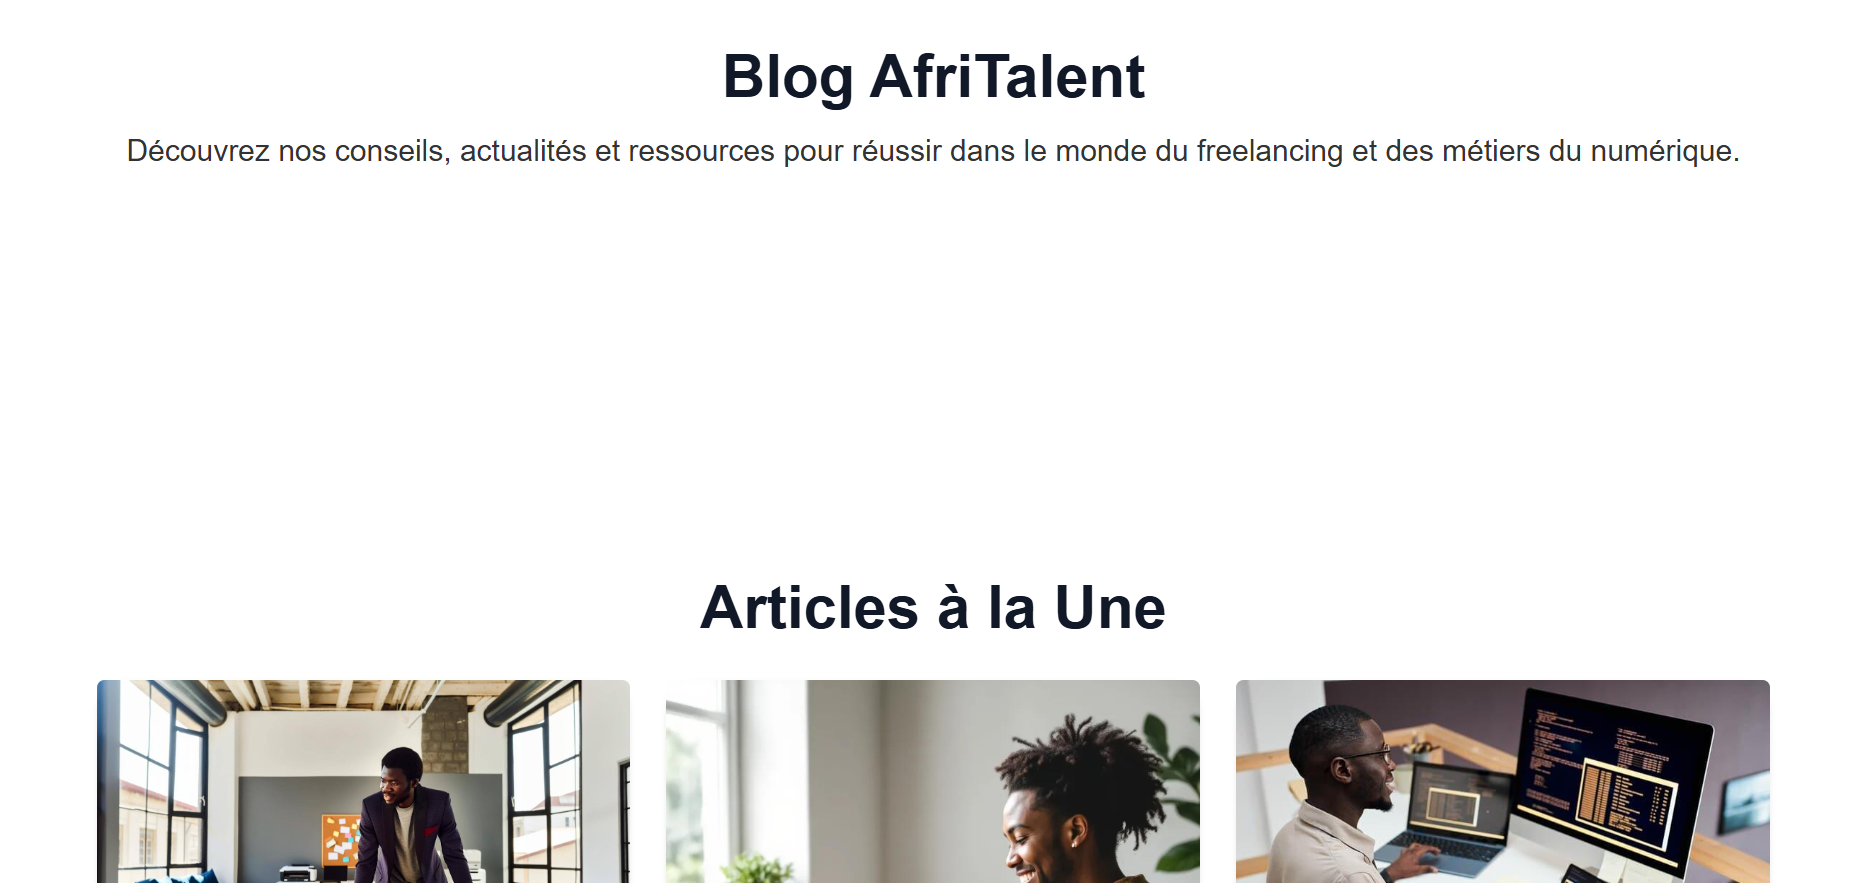 Blog AfriTalent
Découvrez nos conseils, actualités et ressources pour réussir dans le monde du freelancing et des métiers du numérique.
Articles à la Une